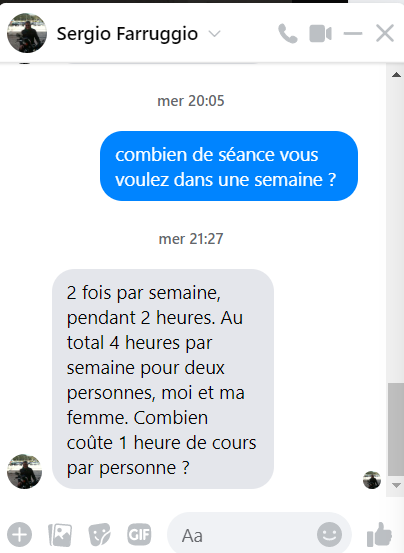 Sergio Farruggio
mer 20:05
combien de séance vous
voulez dans une semaine ?
mer 21:27
2 fois par semaine,
pendant 2 heures. Au
total 4 heures par
semaine pour deux
personnes, moi et ma
femme. Combien
coûte 1 heure de cours
par personne ?
GIF
Aa